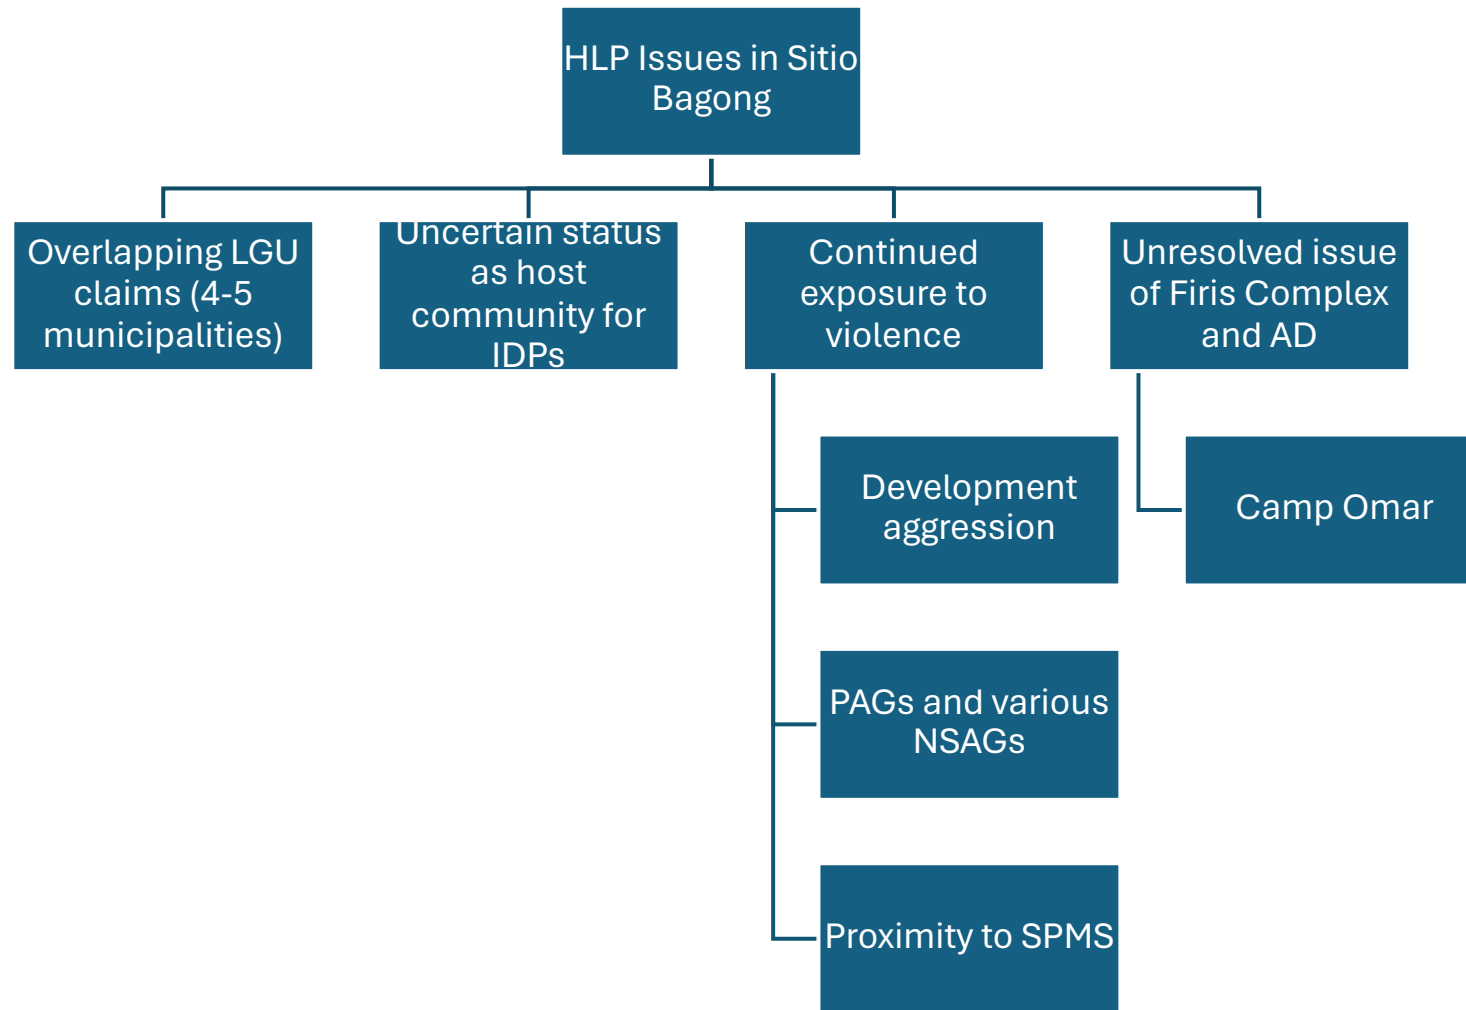 HLP Issues in Sitio
Bagong
Overlapping LGU
claims (4-5
municipalities)
Uncertain status
as host
community for
IDPs
Continued
exposure to
violence
Unresolved issue
of Firis Complex
and AD
Development
aggression
Camp Omar
PAGs and various
NSAGs
Proximity to SPMS